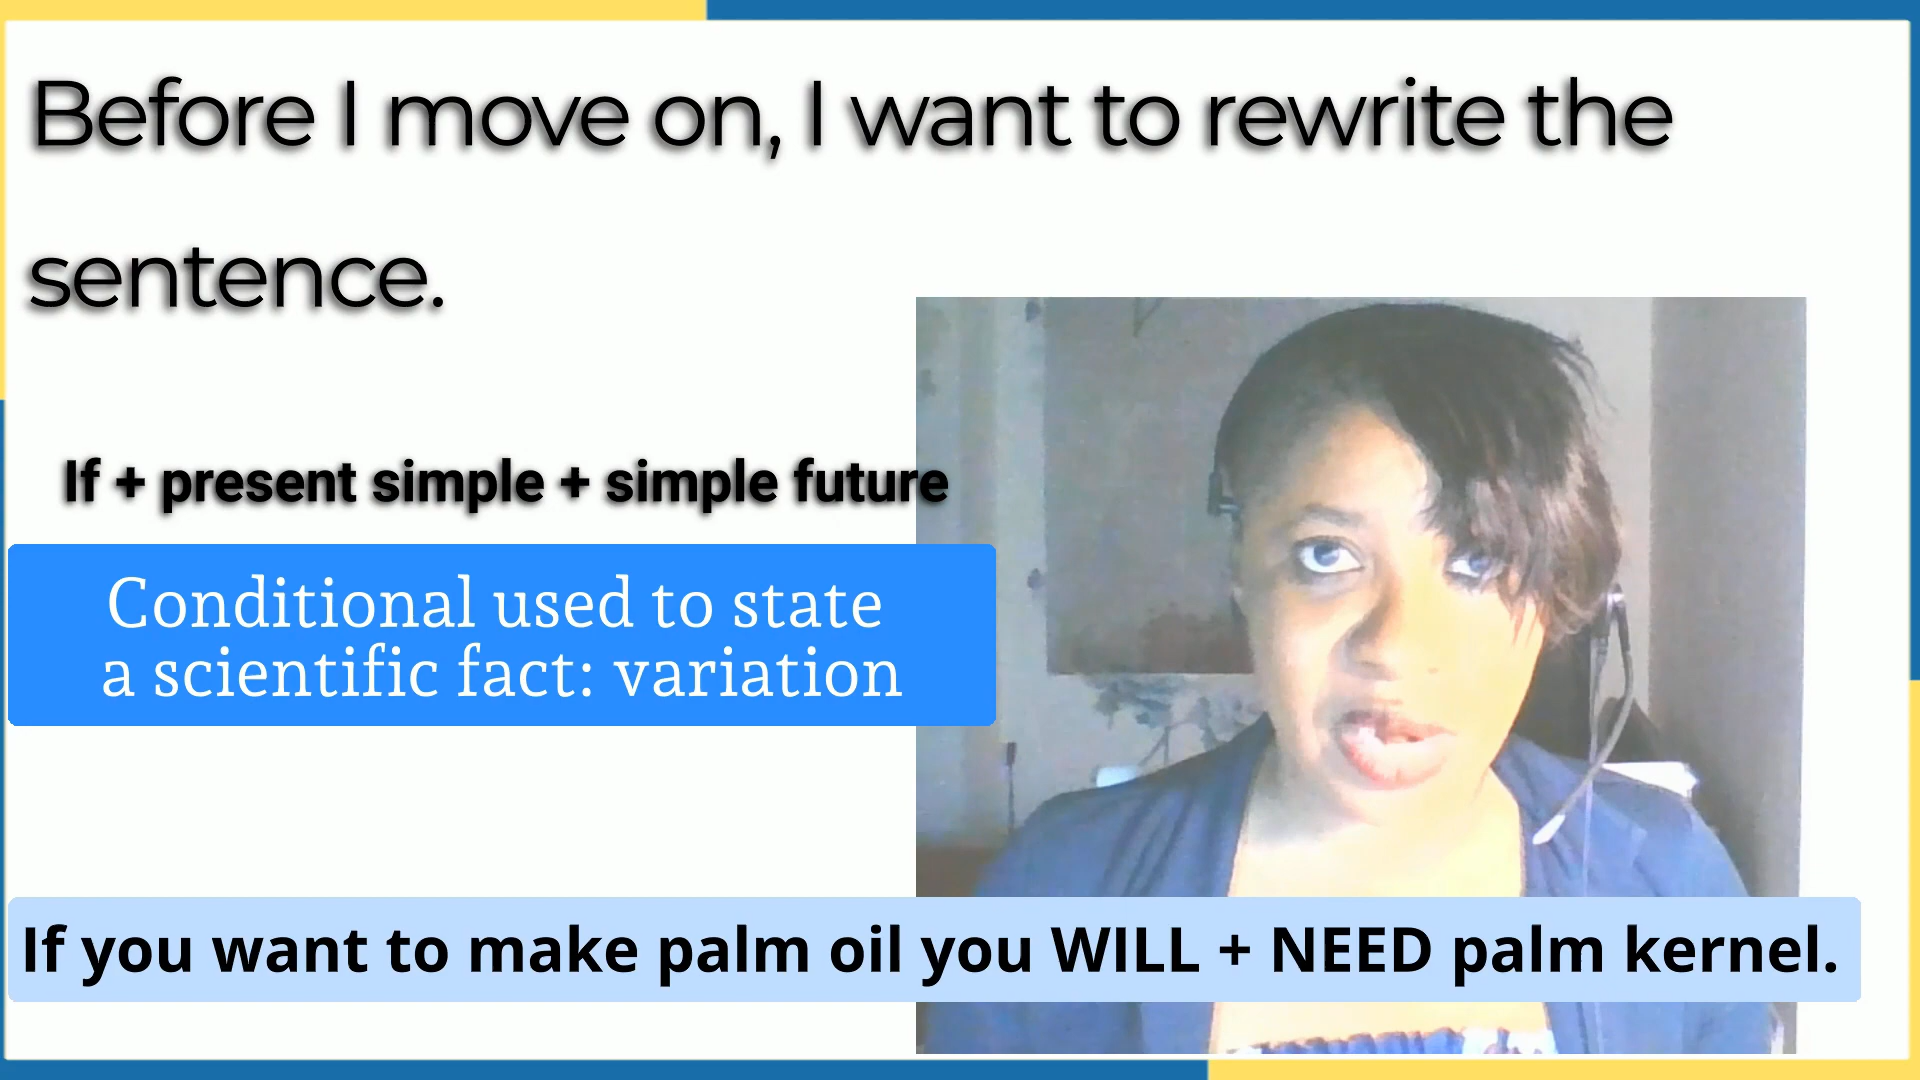 Before I move on, I want to rewrite the
sentence.
If + present simple + simple future
Conditional used to state
a scientific fact: variation
If you want to make palm oil you WILL + NEED palm kernel.